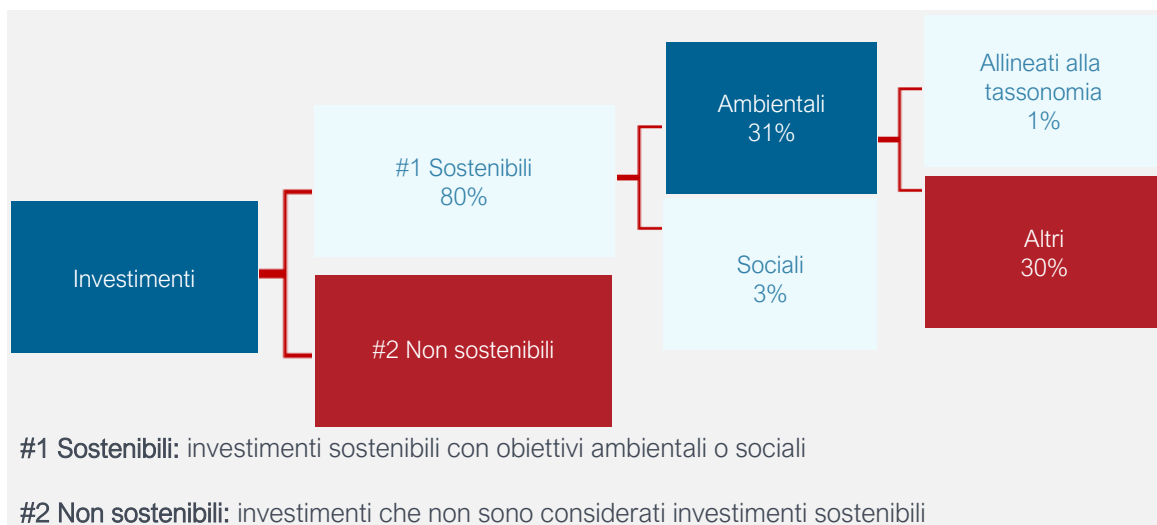 Investimenti
#1 Sostenibili
80%
#2 Non sostenibili
Ambientali
31%
Sociali
3%
Allineati alla
tassonomia
1%
Altri
30%
#1 Sostenibili: investimenti sostenibili con obiettivi ambientali o sociali
#2 Non sostenibili: investimenti che non sono considerati investimenti sostenibili